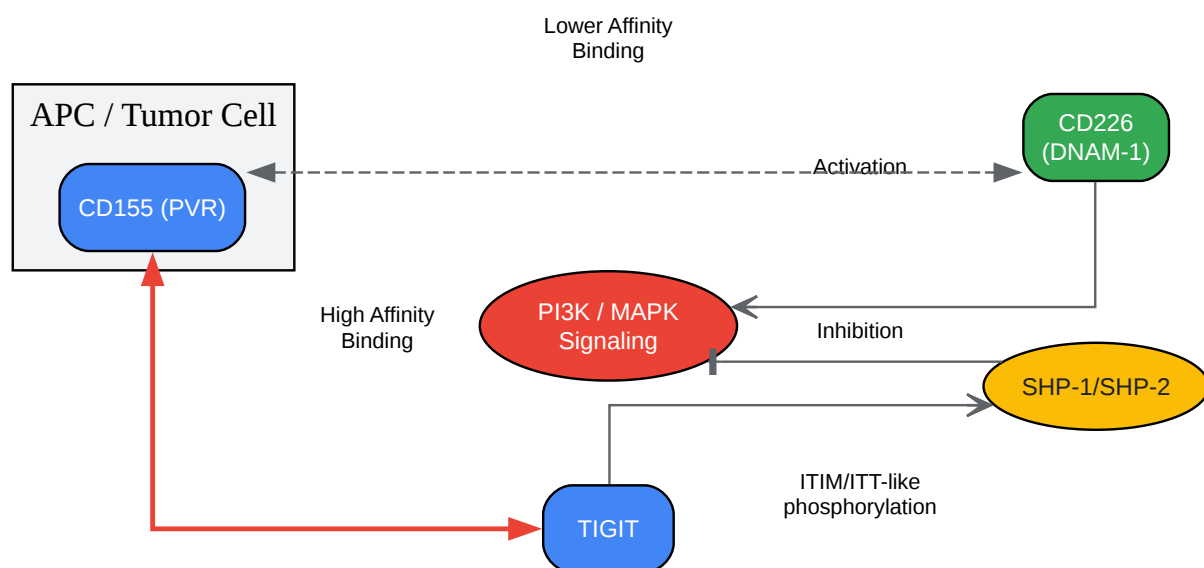 Lower Affinity
Binding
APC / Tumor Cell
CD226
(DNAM-1)
Activation
CD155 (PVR)
High Affinity
Binding
PI3K / MAPK
Signaling
Inhibition
SHP-1/SHP-2
ITIM/ITT-like
phosphorylation
TIGIT